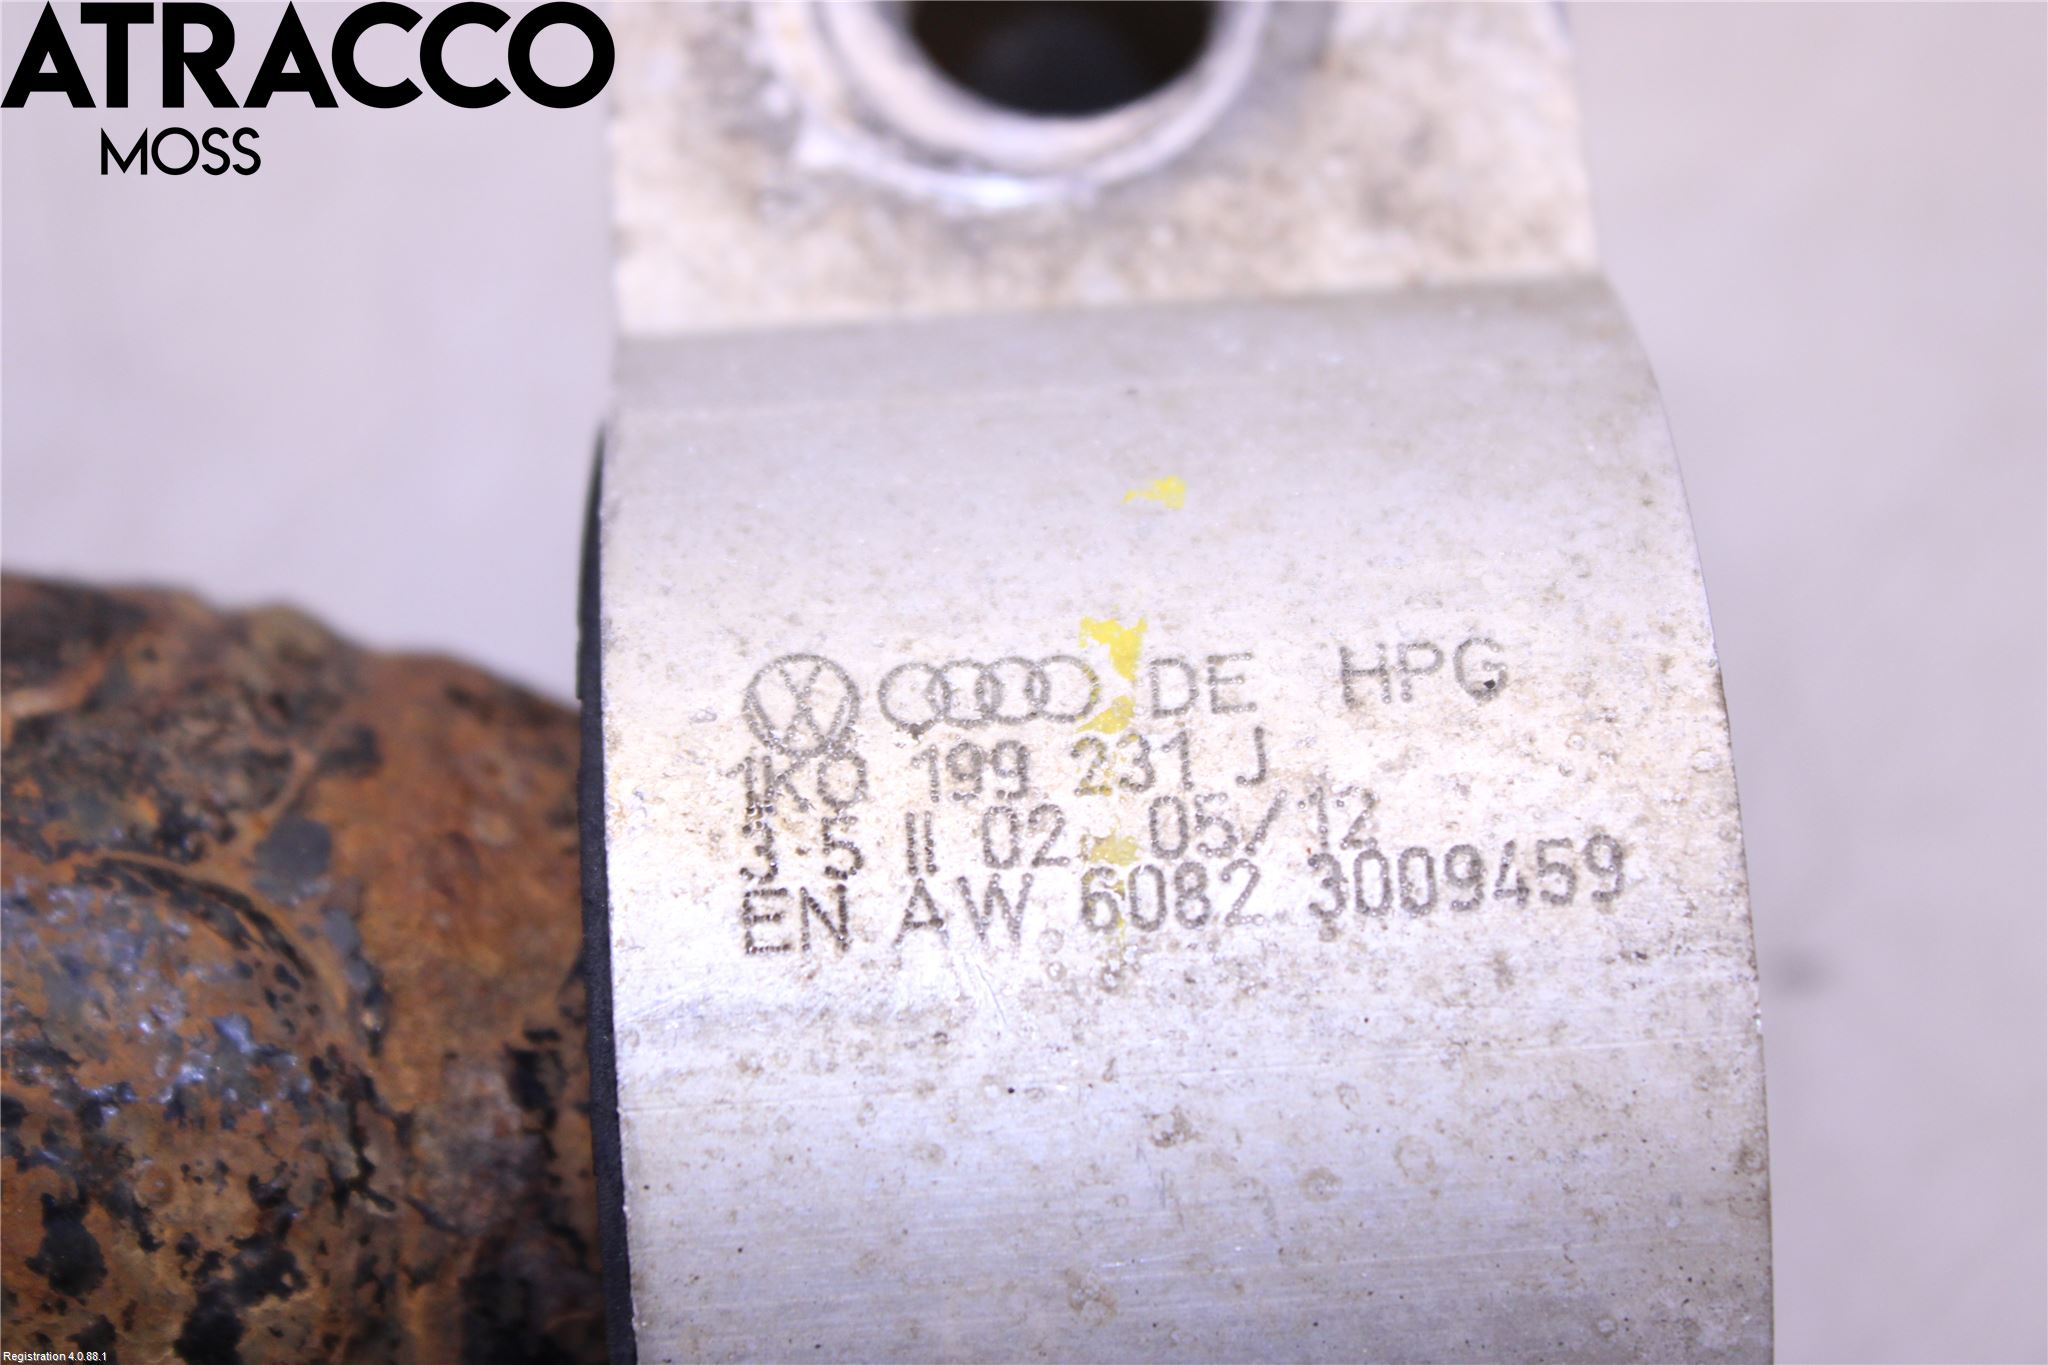 ATRACCO
MOSS
DE HPG
1K0 199 231 J
J 5 II 02 05/12
EN AW 6082 3009459
Registration 4.0.88.1